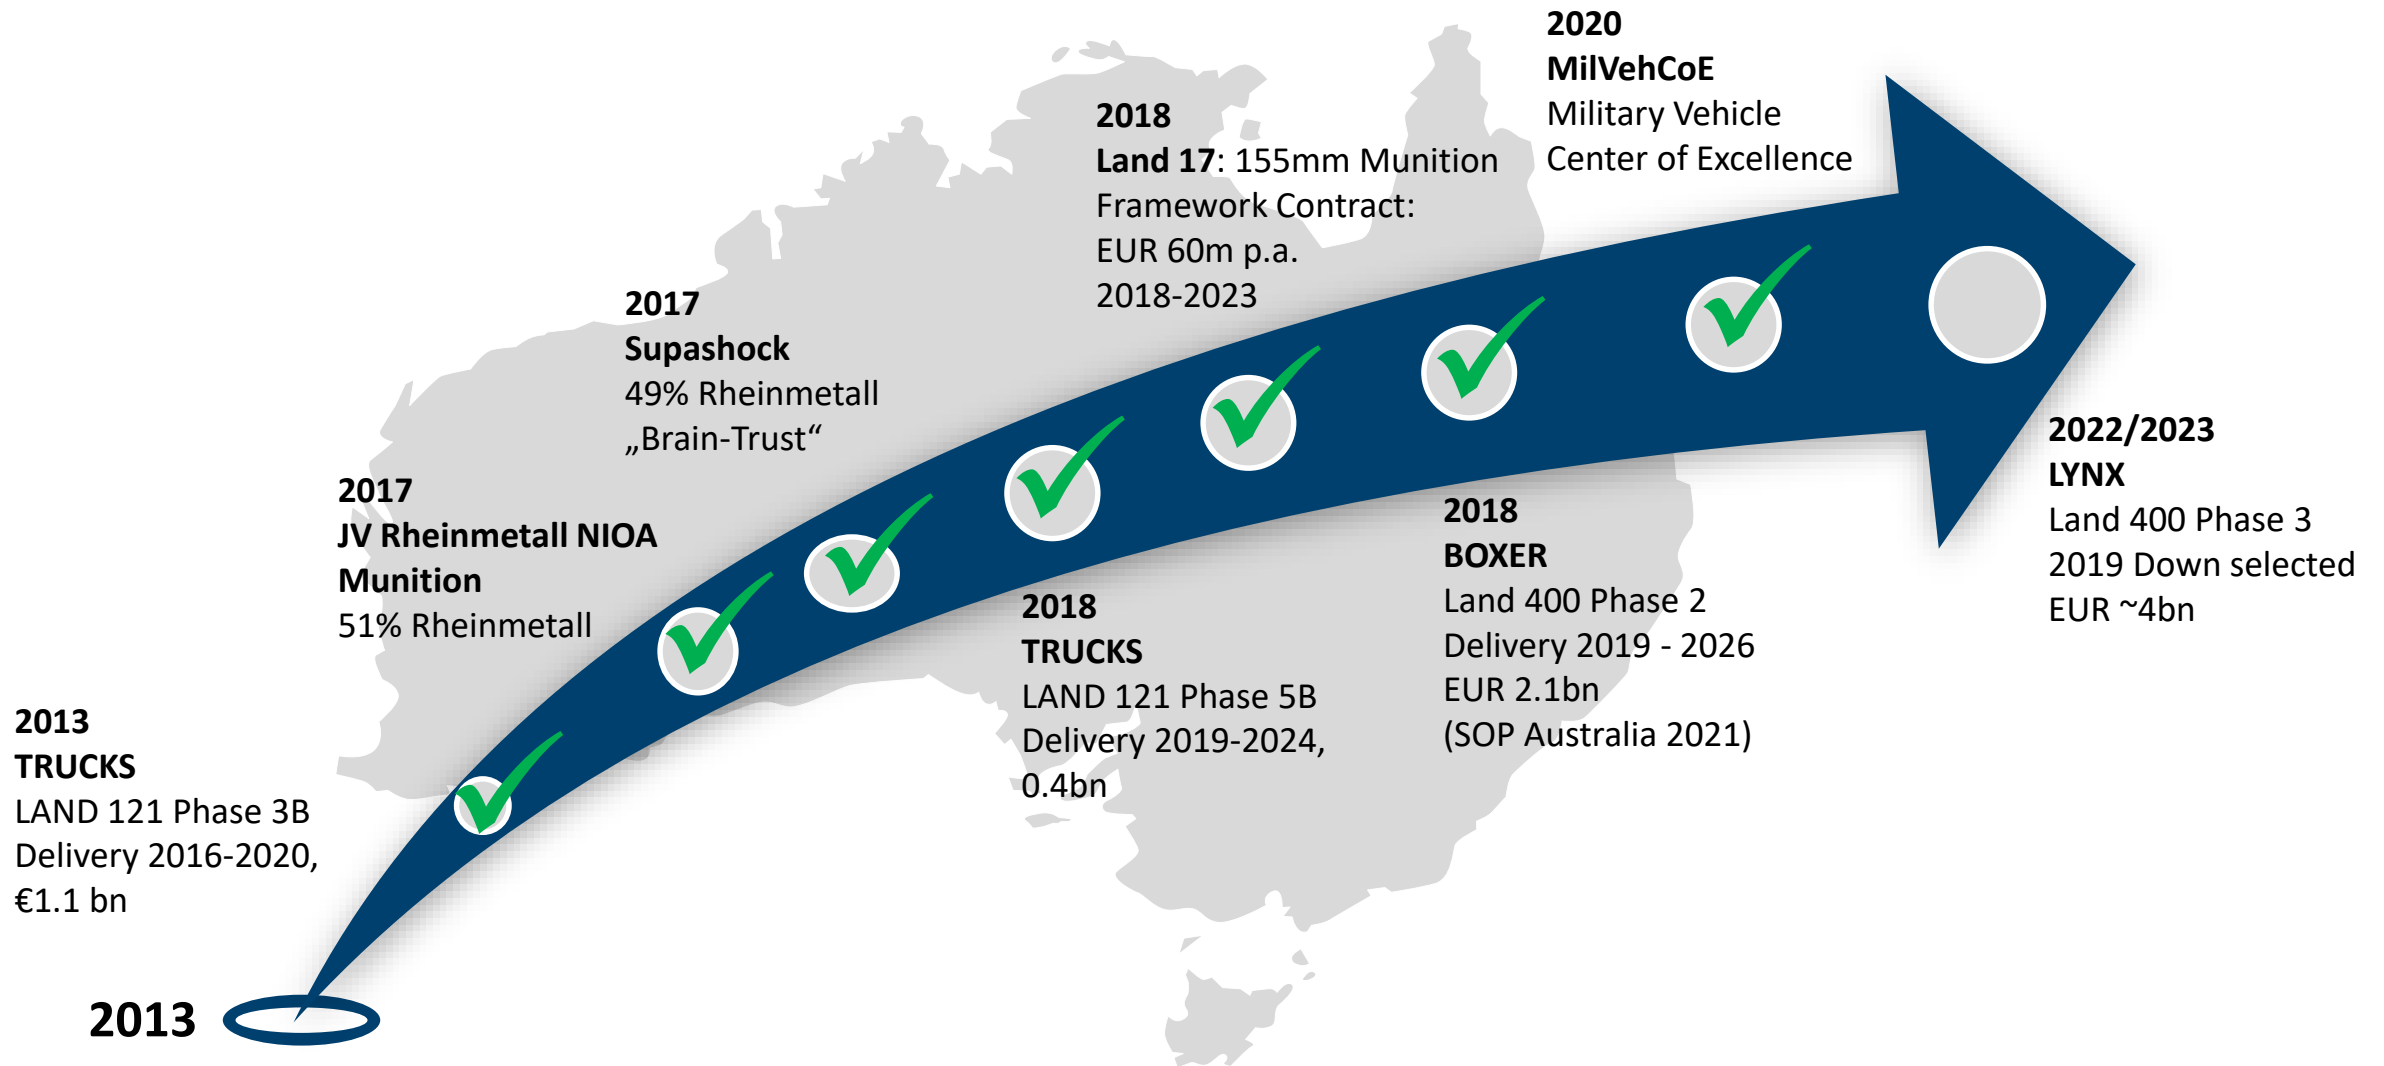 2013
2013
TRUCKS
LAND 121 Phase 3B
Delivery 2016-2020,
€1.1 bn
2017
JV Rheinmetall NIOA
Munition
51% Rheinmetall
2017
Supashock
49% Rheinmetall
„Brain-Trust“
2018
TRUCKS
LAND 121 Phase 5B
Delivery 2019-2024,
0.4bn
2018
Land 17: 155mm Munition
Framework Contract:
EUR 60m p.a.
2018-2023
2018
BOXER
Land 400 Phase 2
Delivery 2019 - 2026
EUR 2.1bn
(SOP Australia 2021)
2020
MilVehCoE
Military Vehicle
Center of Excellence
2022/2023
LYNX
Land 400 Phase 3
2019 Down selected
EUR ~4bn